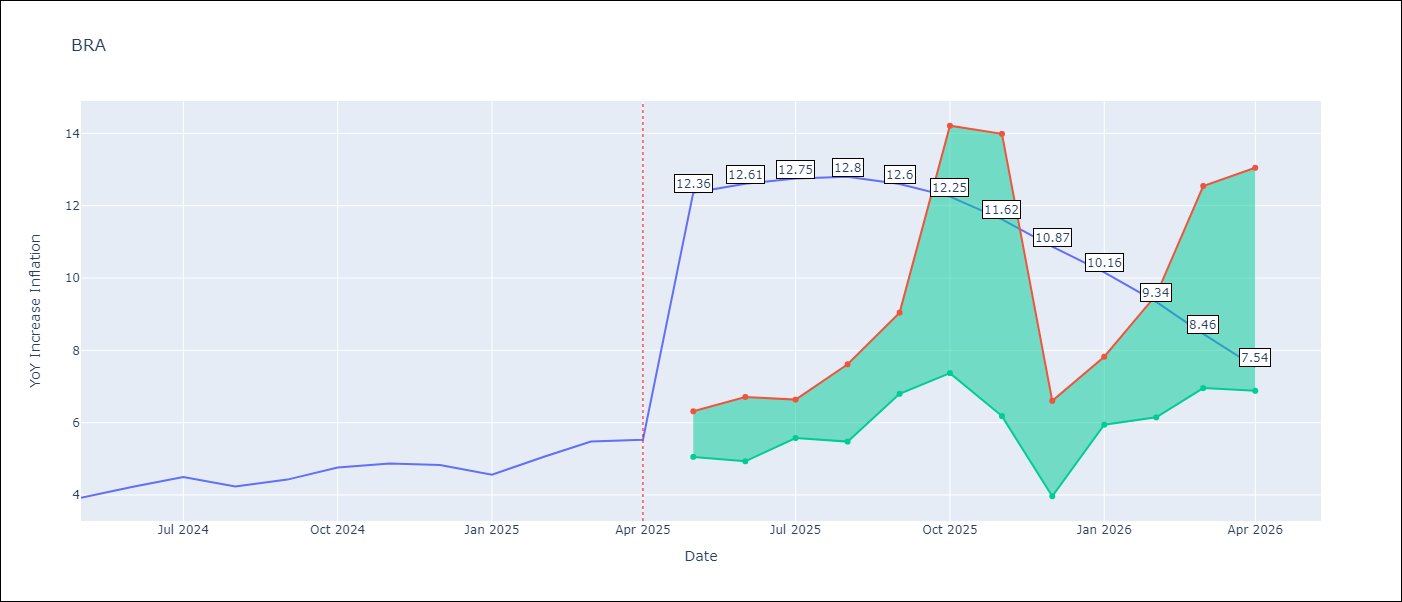 BRA
YoY Increase Inflation
14
12
10
8
6
4
12.36
12.61
12.75
12.8
12.6
12.25
11.62
10.87
10.16
9.34
8.46
7.54
Jul 2024
Oct 2024
Jan 2025
Apr 2025
Jul 2025
Oct 2025
Jan 2026
Apr 2026
Date